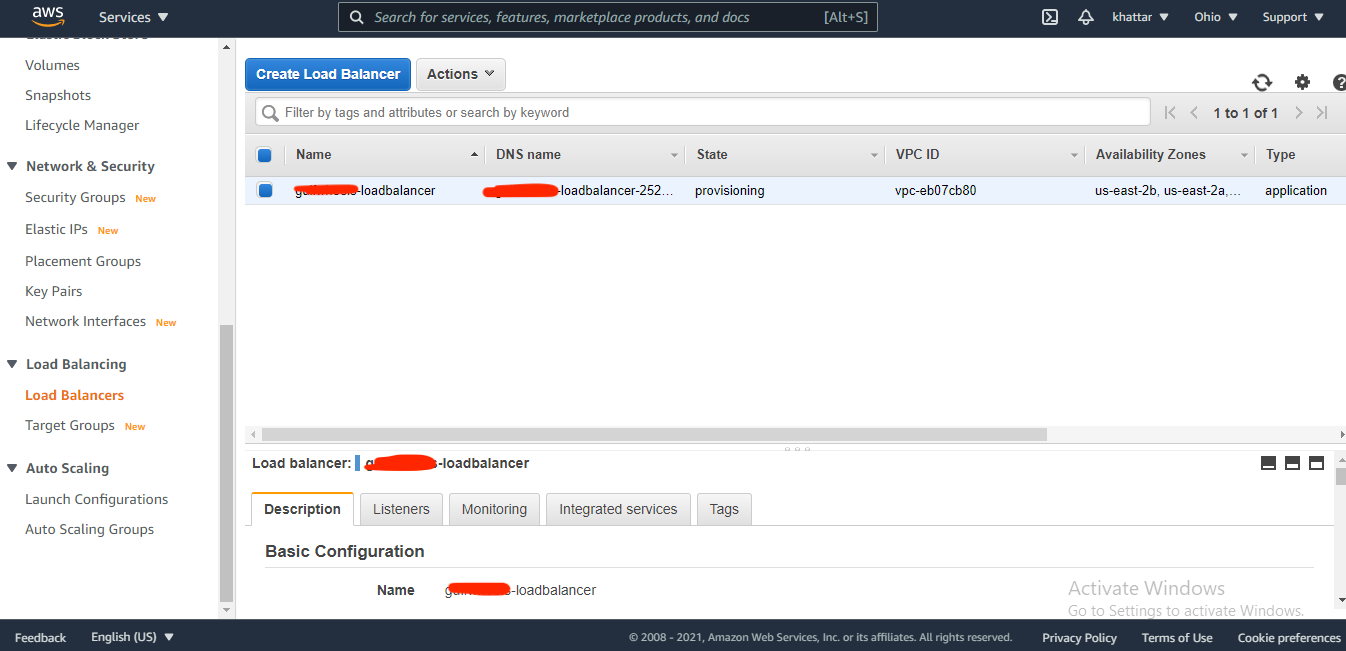 aws Services Search for services, features, marketplace products, and docs [Alt+S] khattar Ohio Support
Elastic Block Store
Volumes
Snapshots
Lifecycle Manager
Network & Security
Security Groups New
Elastic IPs New
Placement Groups
Key Pairs
Network Interfaces New
Load Balancing
Load Balancers
Target Groups New
Auto Scaling
Launch Configurations
Auto Scaling Groups
Create Load Balancer Actions
Filter by tags and attributes or search by keyword 1 to 1 of 1
Name DNS name State VPC ID Availability Zones Type
-loadbalancer -loadbalancer-252... provisioning vpc-eb07cb80 us-east-2b, us-east-2a,... application
Load balancer: -loadbalancer
Description Listeners Monitoring Integrated services Tags
Basic Configuration
Name -loadbalancer
Activate Windows
Go to Settings to activate Windows.
Feedback English (US) © 2008 - 2021, Amazon Web Services, Inc. or its affiliates. All rights reserved. Privacy Policy Terms of Use Cookie preferences